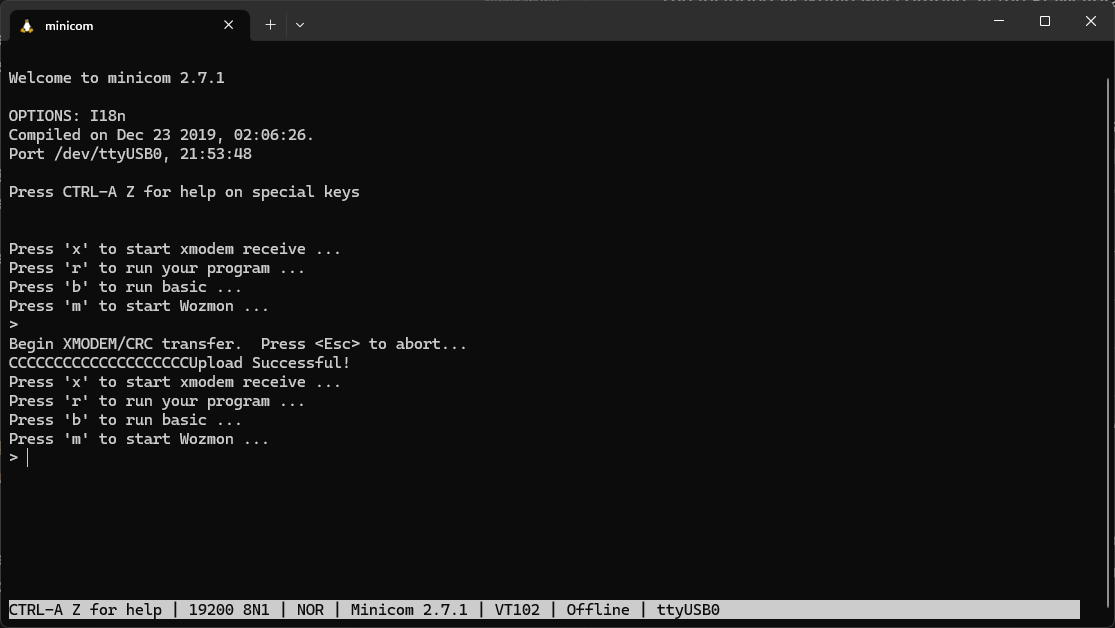 minicom
Welcome to minicom 2.7.1
OPTIONS: I18n
Compiled on Dec 23 2019, 02:06:26.
Port /dev/ttyUSB0, 21:53:48
Press CTRL-A Z for help on special keys
Press 'x' to start xmodem receive ...
Press 'r' to run your program ...
Press 'b' to run basic ...
Press 'm' to start Wozmon ...
>
Begin XMODEM/CRC transfer.  Press <Esc> to abort...
CCCCCCCCCCCCCCCCCCCCUpload Successful!
Press 'x' to start xmodem receive ...
Press 'r' to run your program ...
Press 'b' to run basic ...
Press 'm' to start Wozmon ...
>
CTRL-A Z for help | 19200 8N1 | NOR | Minicom 2.7.1 | VT102 | Offline | ttyUSB0